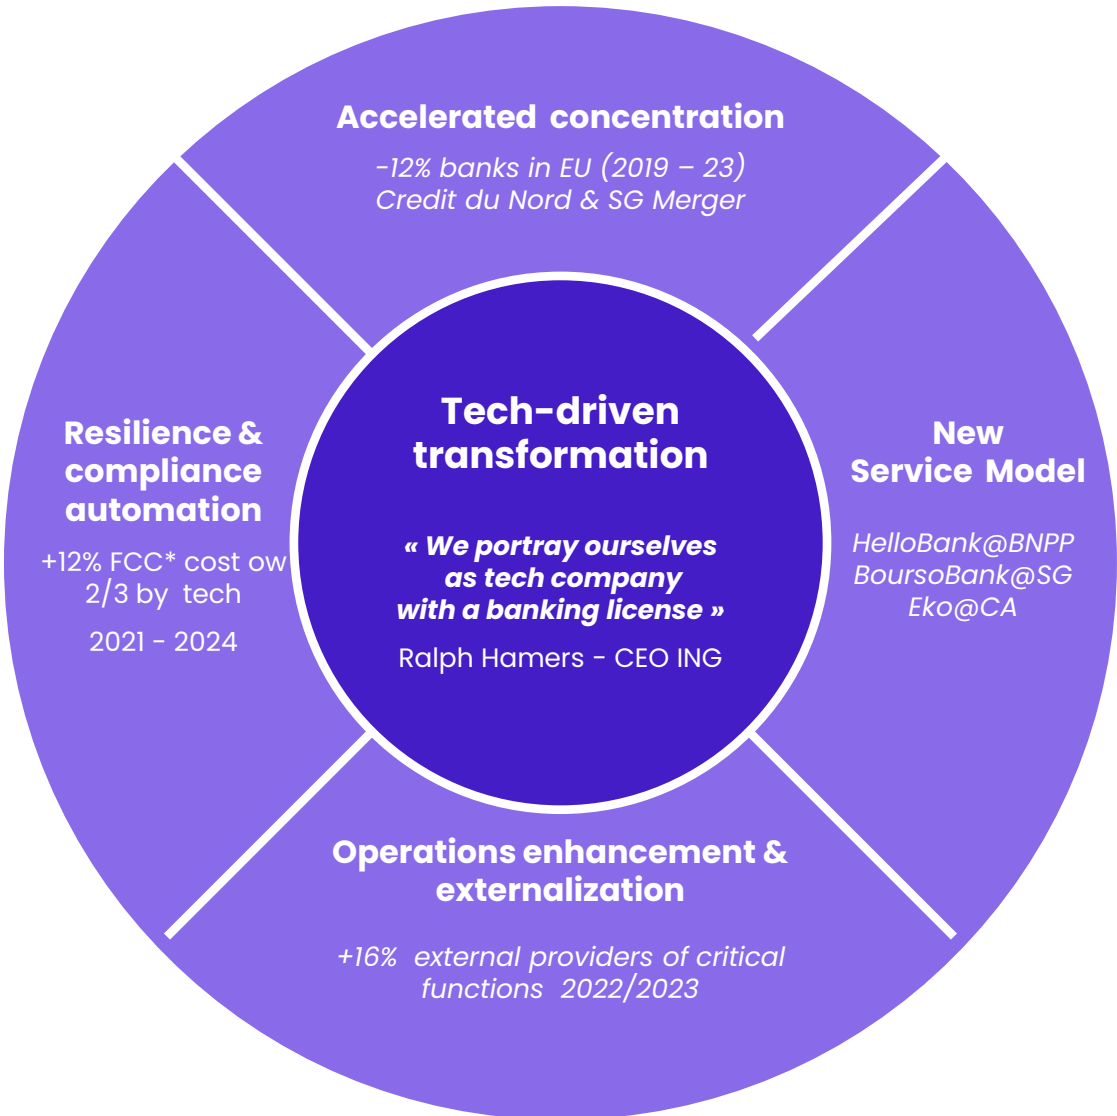 Accelerated concentration
-12% banks in EU (2019 – 23)
Credit du Nord & SG Merger
Resilience &
compliance
automation
+12% FCC* cost ow
2/3 by tech
2021 - 2024
Tech-driven
transformation
« We portray ourselves
as tech company
with a banking license »
Ralph Hamers - CEO ING
New
Service Model
HelloBank@BNPP
BoursoBank@SG
Eko@CA
Operations enhancement &
externalization
+16% external providers of critical
functions 2022/2023